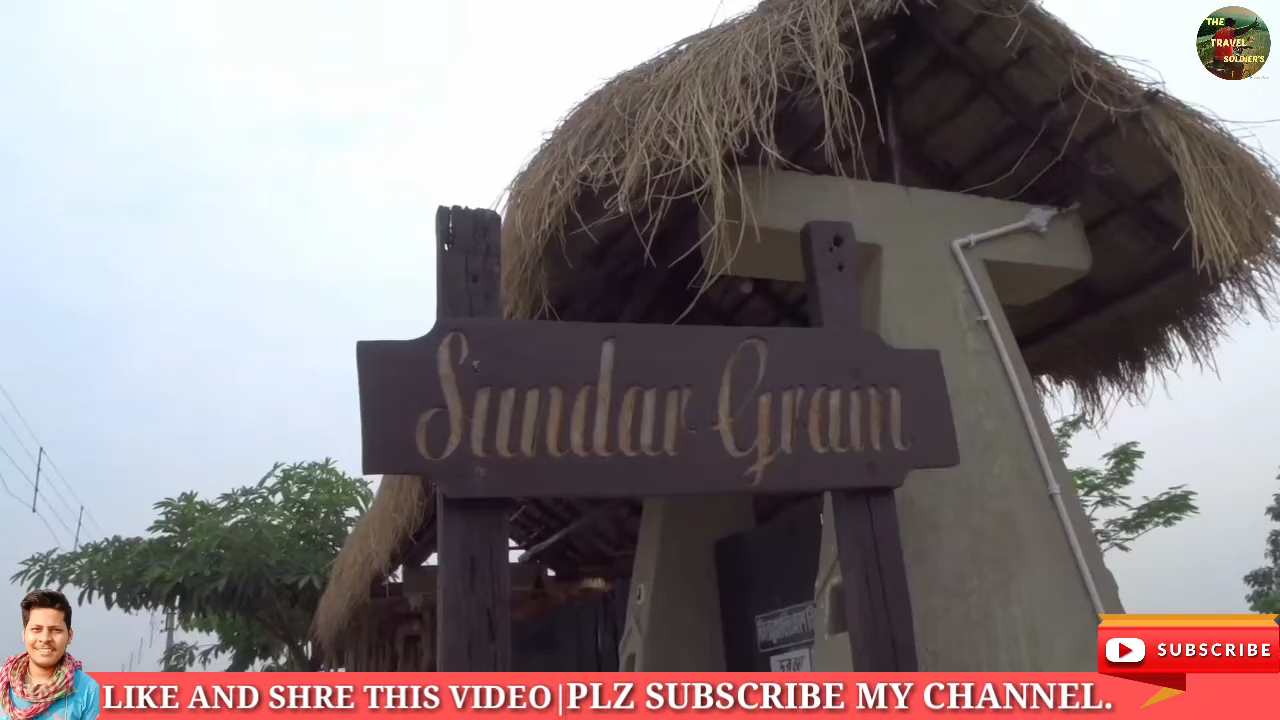 THE
TRAVEL
SOLDIER'S
Sundar Gram
SUBSCRIBE
LIKE AND SHRE THIS VIDEO|PLZ SUBSCRIBE MY CHANNEL.